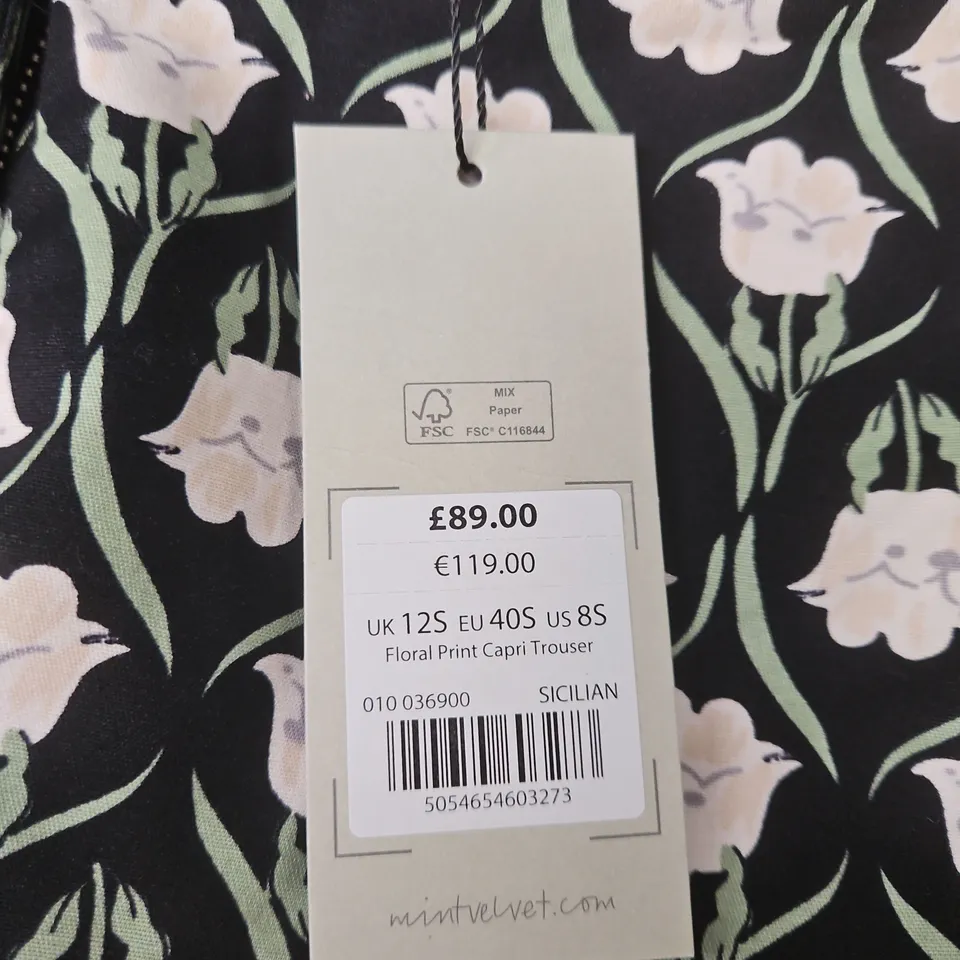 MIX
Paper
FSC® FSC® C116844
£89.00
€119.00
UK 12S EU 40S US 8S
Floral Print Capri Trouser
010 036900 SICILIAN
5054654603273
mintvelvet.com